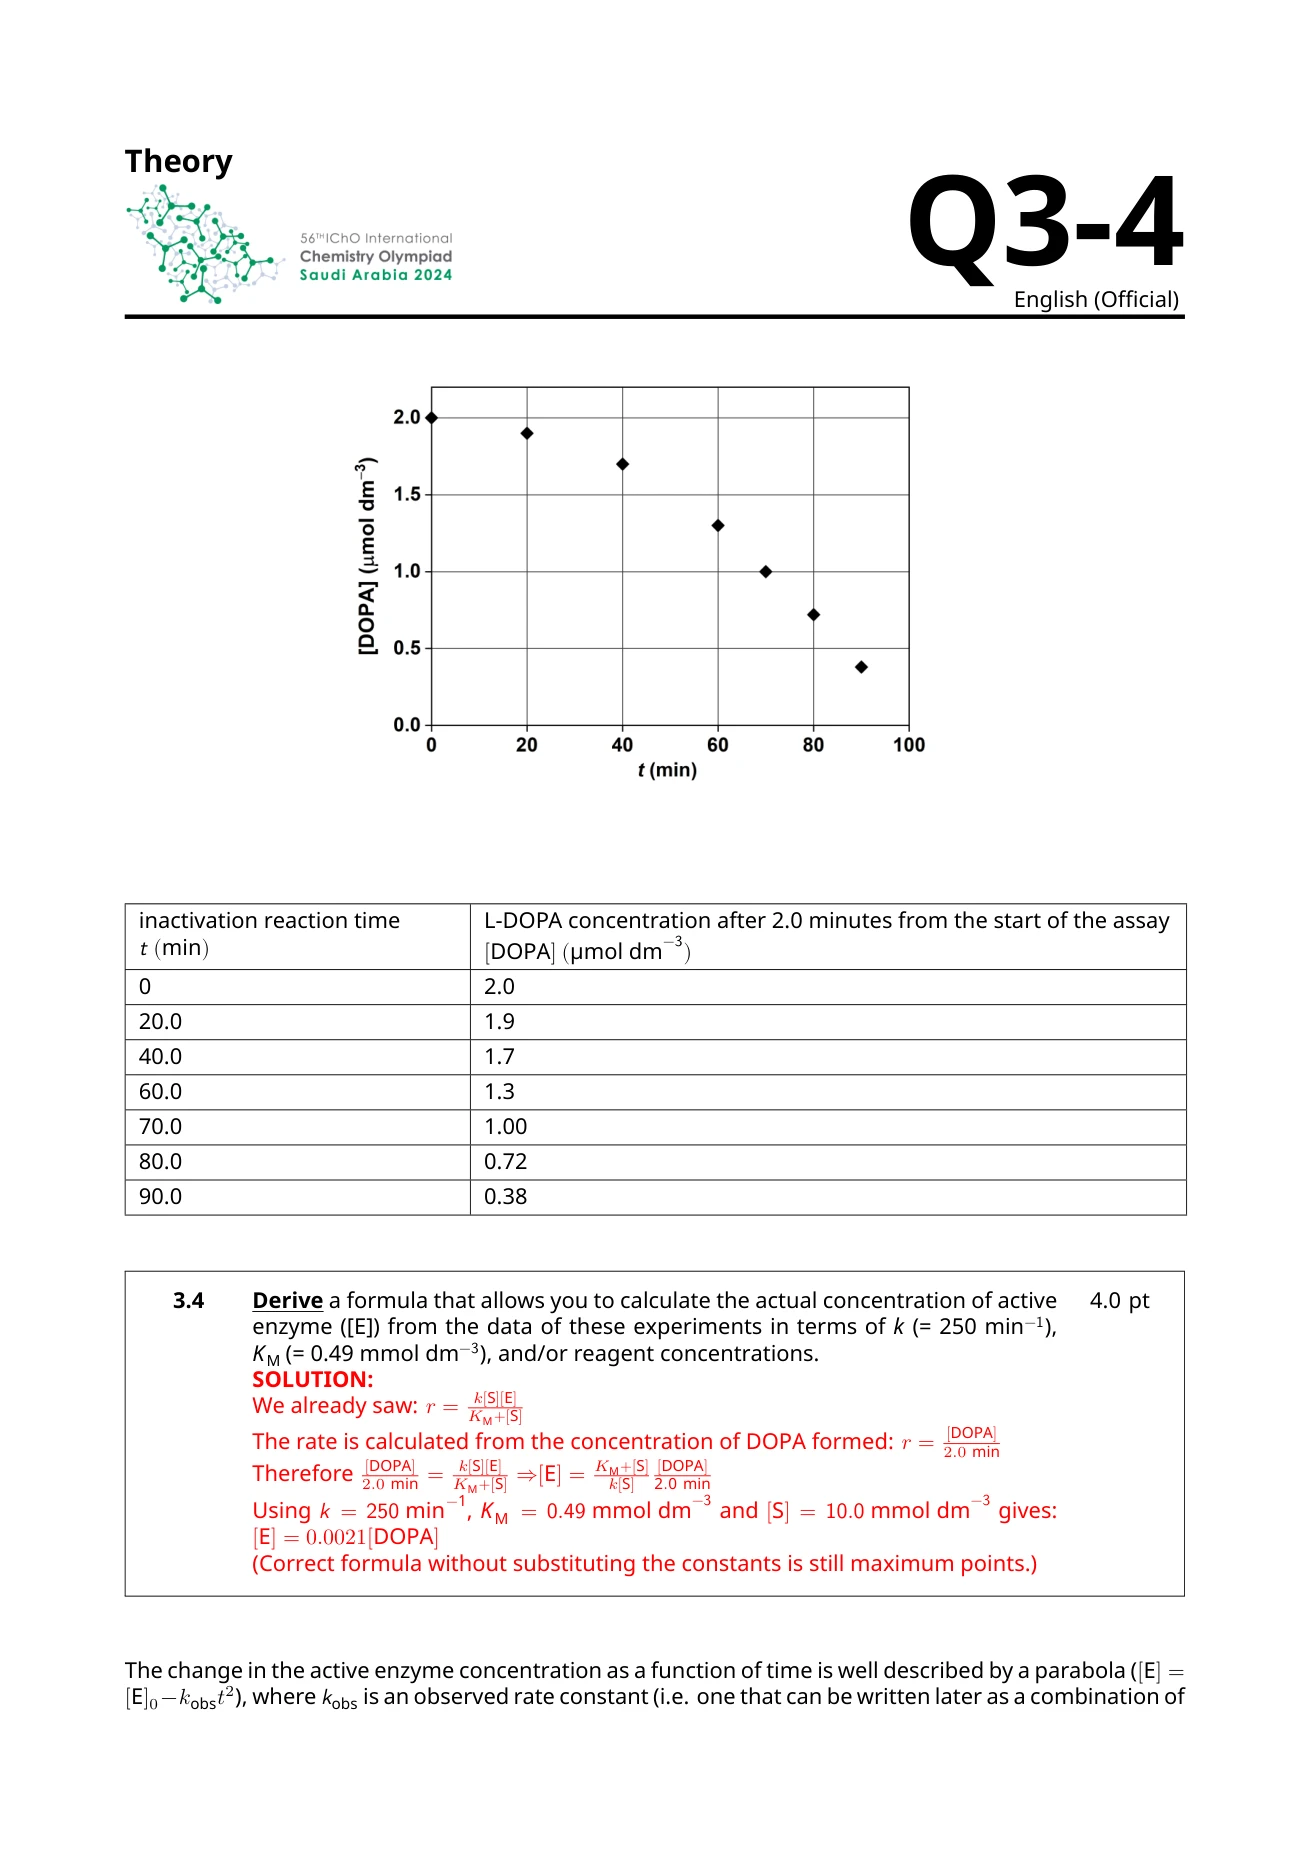 Theory
56ᵀᴴIChO International
Chemistry Olympiad
Saudi Arabia 2024
Q3-4
English (Official)
2.0
1.5
1.0
0.5
0.0
[DOPA] (μmol dm⁻³)
0 20 40 60 80 100
t (min)
inactivation reaction time
t (min)
L-DOPA concentration after 2.0 minutes from the start of the assay
[DOPA] (μmol dm⁻³)
0 2.0
20.0 1.9
40.0 1.7
60.0 1.3
70.0 1.00
80.0 0.72
90.0 0.38
3.4 Derive a formula that allows you to calculate the actual concentration of active 4.0 pt
enzyme ([E]) from the data of these experiments in terms of k (= 250 min⁻¹),
K_M (= 0.49 mmol dm⁻³), and/or reagent concentrations.
SOLUTION:
We already saw: r = k[S][E]/(K_M+[S])
The rate is calculated from the concentration of DOPA formed: r = [DOPA]/2.0 min
Therefore [DOPA]/2.0 min = k[S][E]/(K_M+[S]) ⇒[E] = (K_M+[S])/k[S] [DOPA]/2.0 min
Using k = 250 min⁻¹, K_M = 0.49 mmol dm⁻³ and [S] = 10.0 mmol dm⁻³ gives:
[E] = 0.0021[DOPA]
(Correct formula without substituting the constants is still maximum points.)
The change in the active enzyme concentration as a function of time is well described by a parabola ([E] =
[E]₀−k_obs t²), where k_obs is an observed rate constant (i.e. one that can be written later as a combination of